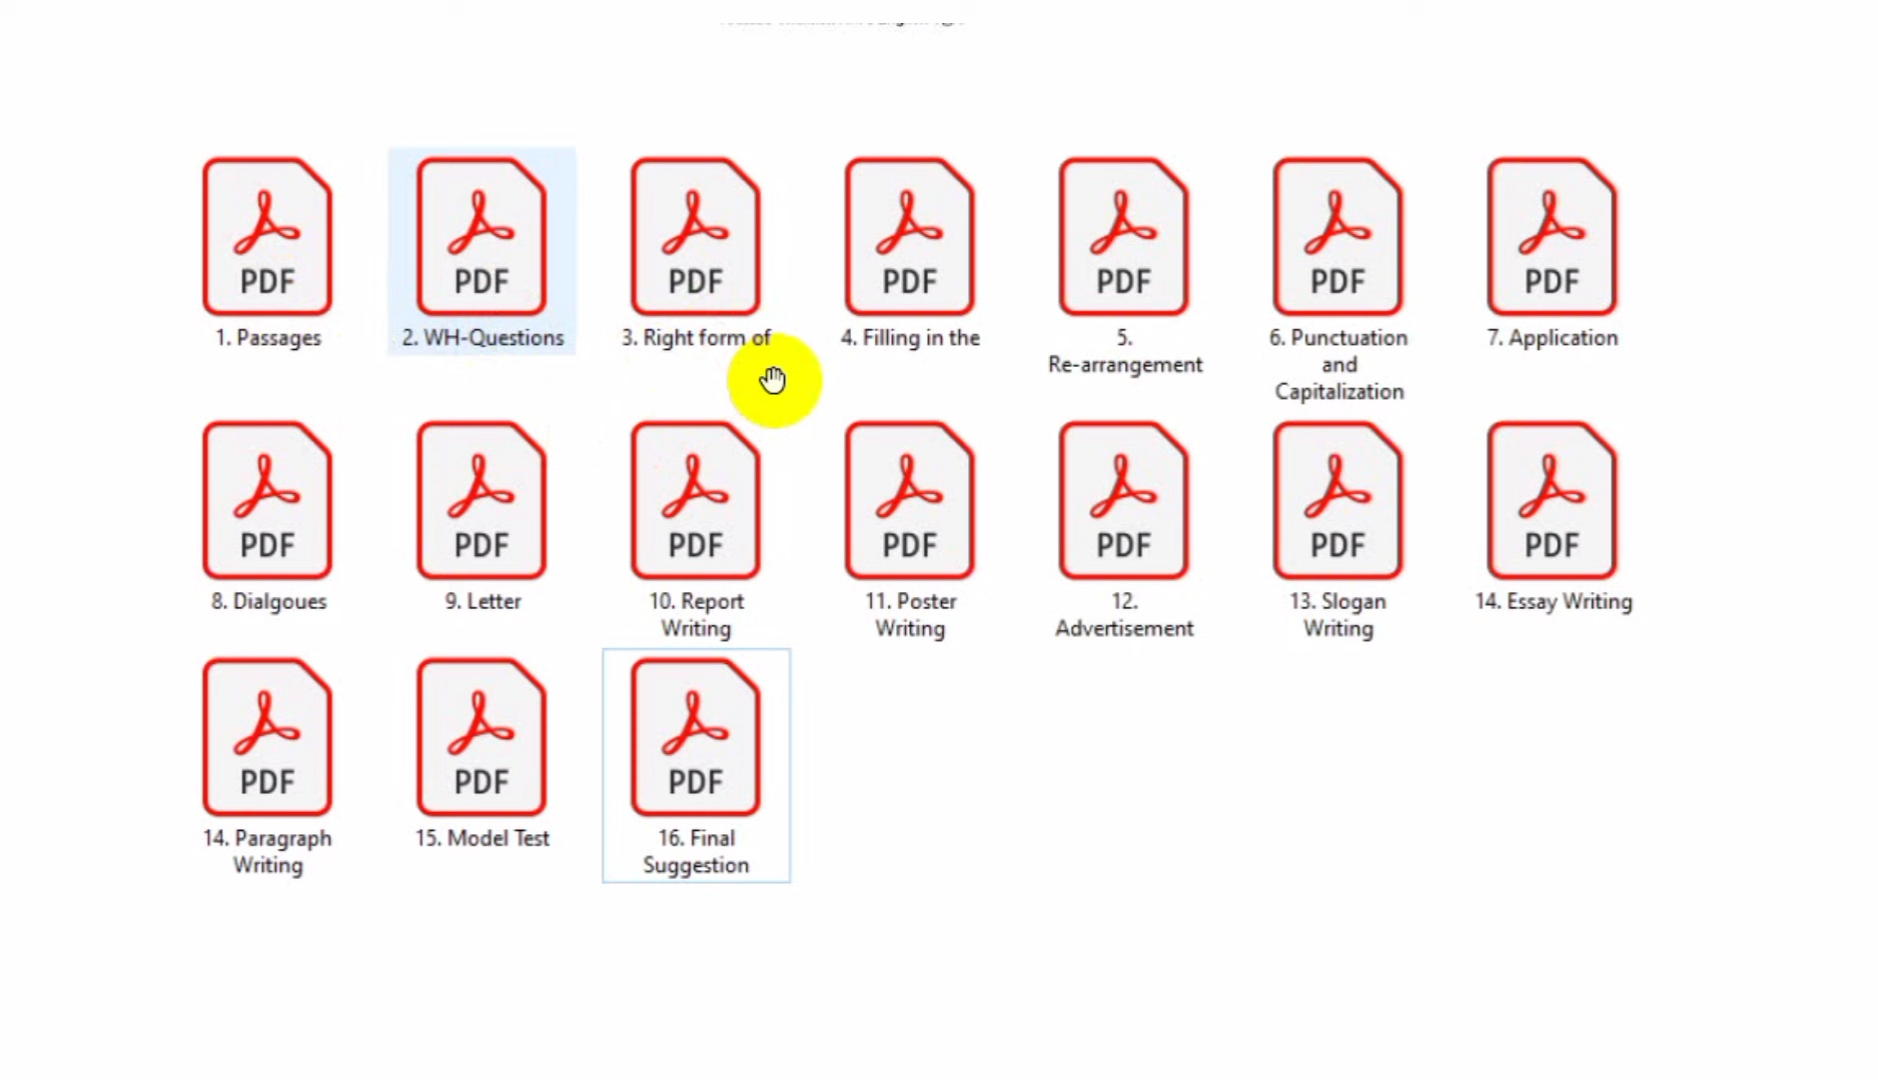 PDF PDF PDF PDF PDF PDF PDF
1. Passages 2. WH-Questions 3. Right form of 4. Filling in the 5. 6. Punctuation 7. Application
Re-arrangement and
Capitalization
PDF PDF PDF PDF PDF PDF PDF
8. Dialgoues 9. Letter 10. Report 11. Poster 12. 13. Slogan 14. Essay Writing
Writing Writing Advertisement Writing
PDF PDF PDF
14. Paragraph 15. Model Test 16. Final
Writing Suggestion